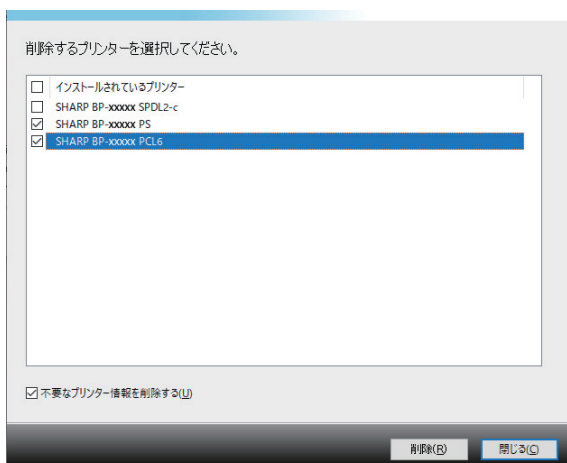 削除するプリンターを選択してください。
インストールされているプリンター
SHARP BP-xxxxx SPDL2-c
SHARP BP-xxxxx PS
SHARP BP-xxxxx PCL6
不要なプリンター情報を削除する(U)
削除(R) 閉じる(C)